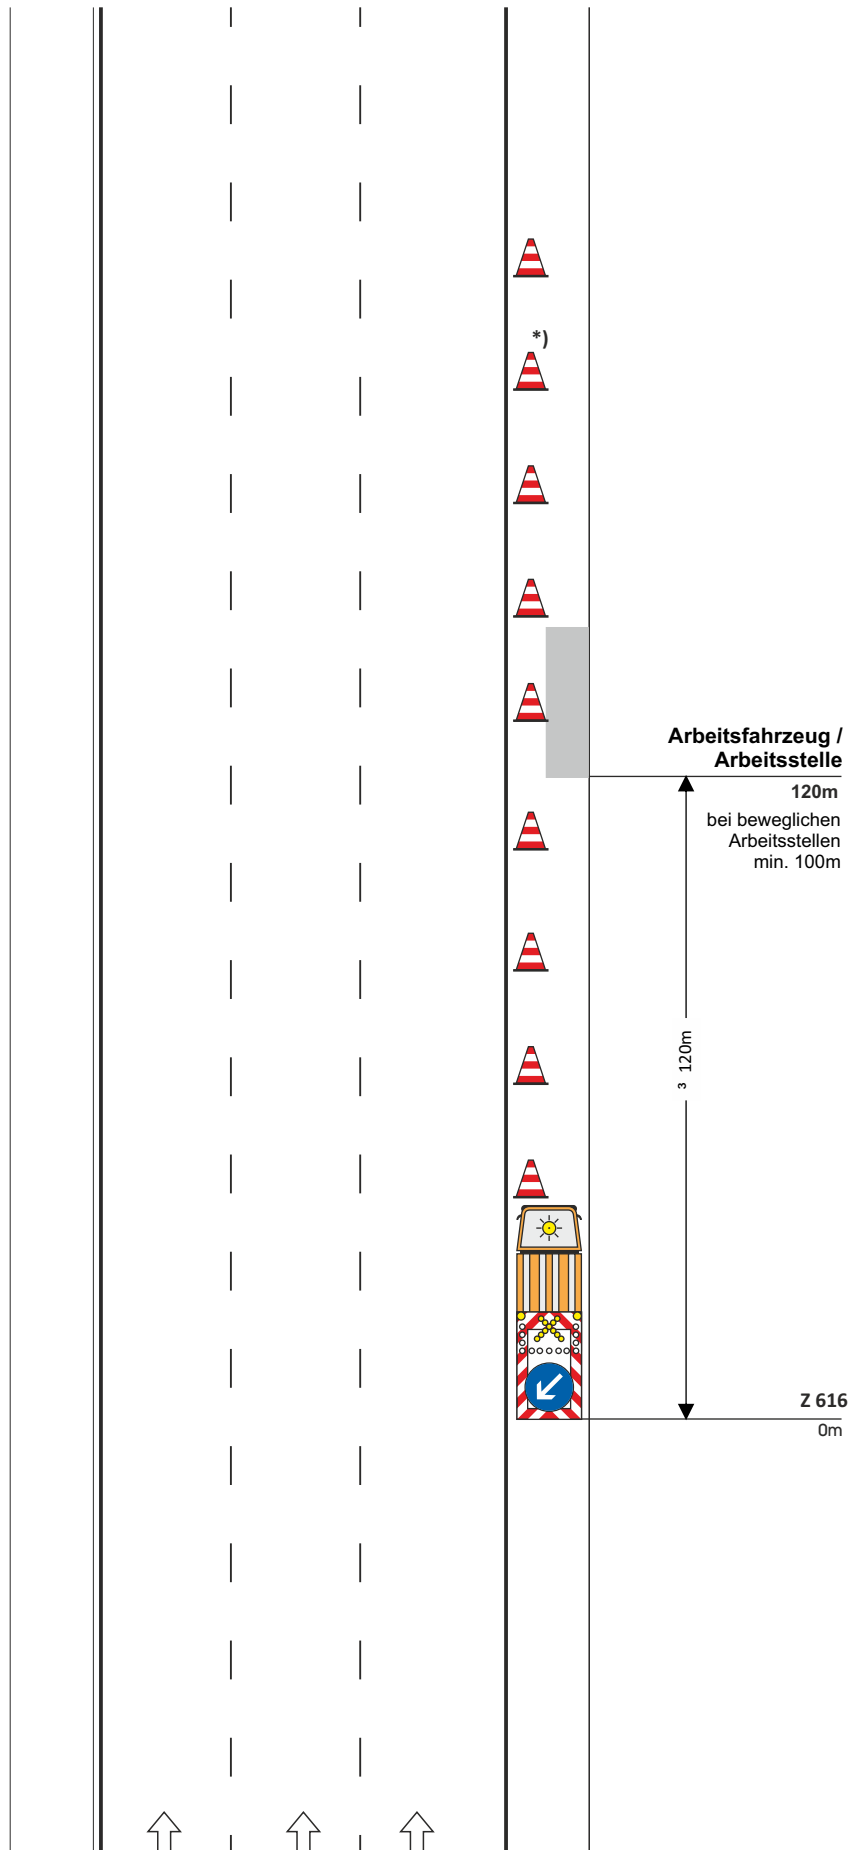 *)
Arbeitsfahrzeug /
Arbeitsstelle
120m
bei beweglichen
Arbeitsstellen
min. 100m
³ 120m
Z 616
0m